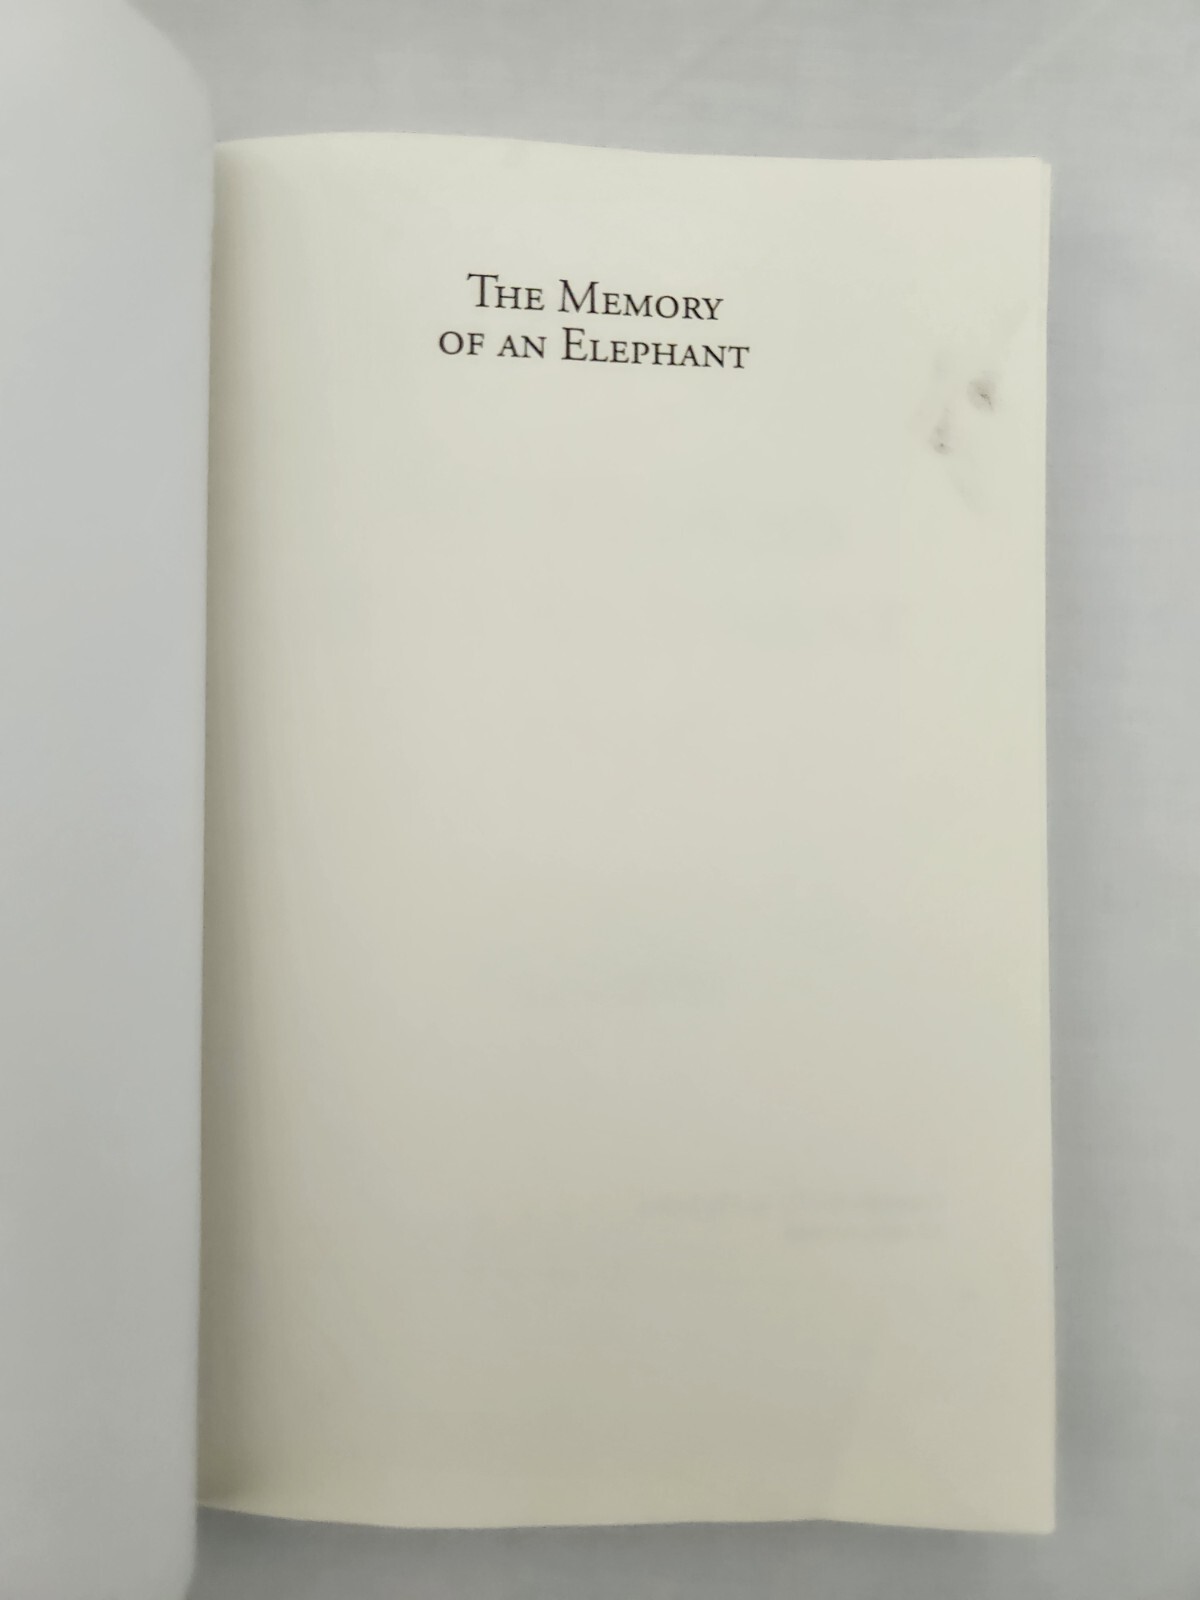 The Memory
of an Elephant